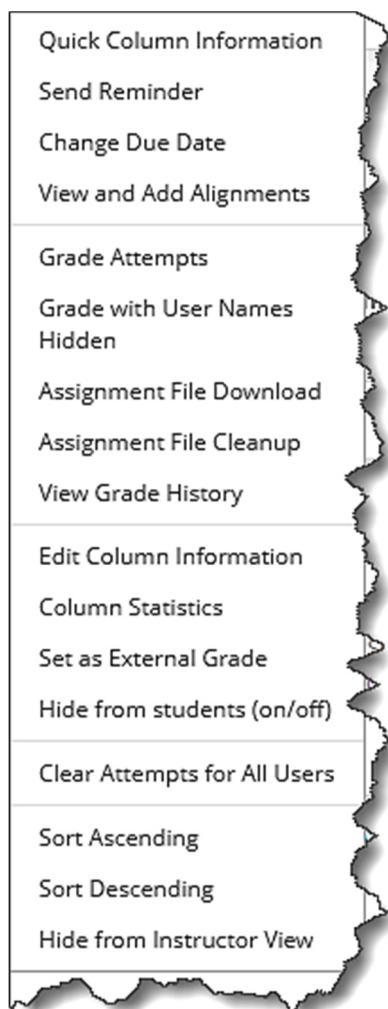 Quick Column Information
Send Reminder
Change Due Date
View and Add Alignments
Grade Attempts
Grade with User Names
Hidden
Assignment File Download
Assignment File Cleanup
View Grade History
Edit Column Information
Column Statistics
Set as External Grade
Hide from students (on/off)
Clear Attempts for All Users
Sort Ascending
Sort Descending
Hide from Instructor View